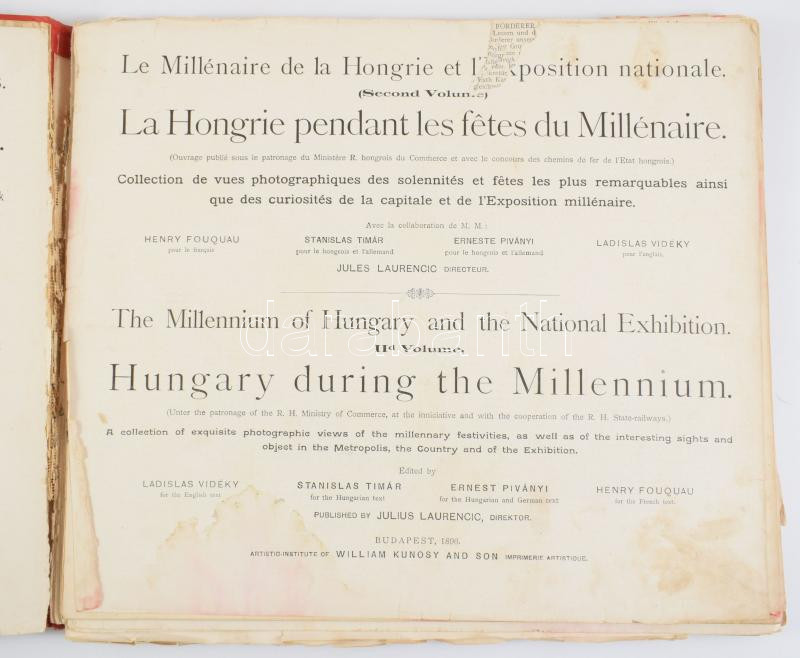 Le Millénaire de la Hongrie et l' xposition nationale.
(Second Volume)
La Hongrie pendant les fêtes du Millénaire.
(Ouvrage publié sous le patronage du Ministère R. hongrois du Commerce et avec le concours des chemins de fer de l'Etat hongrois.)
Collection de vues photographiques des solennités et fêtes les plus remarquables ainsi
que des curiosités de la capitale et de l'Exposition millénaire.
Avec la collaboration de M. M.:
HENRY FOUQUAU STANISLAS TIMÁR ERNESTE PIVÁNYI LADISLAS VIDÉKY
pour le français pour le hongrois et l'allemand pour le hongrois et l'allemand pour l'anglais.
JULES LAURENCIC DIRECTEUR.
The Millennium of Hungary and the National Exhibition.
IId Volume.
Hungary during the Millennium.
(Unter the patronage of the R. H. Ministry of Commerce, at the iniciative and with the cooperation of the R. H. State-railways.)
A collection of exquisite photographic views of the millennary festivities, as well as of the interesting sights and
object in the Metropolis, the Country and of the Exhibition.
Edited by
LADISLAS VIDÉKY STANISLAS TIMÁR ERNEST PIVÁNYI HENRY FOUQUAU
for the English text for the Hungarian text for the Hungarian and German text for the French text.
PUBLISHED BY JULIUS LAURENCIC, DIREKTOR.
BUDAPEST, 1896.
ARTISTIC-INSTITUTE OF WILLIAM KUNOSY AND SON IMPRIMERIE ARTISTIQUE.
FÖRDERER
Lessen und d
darabanth